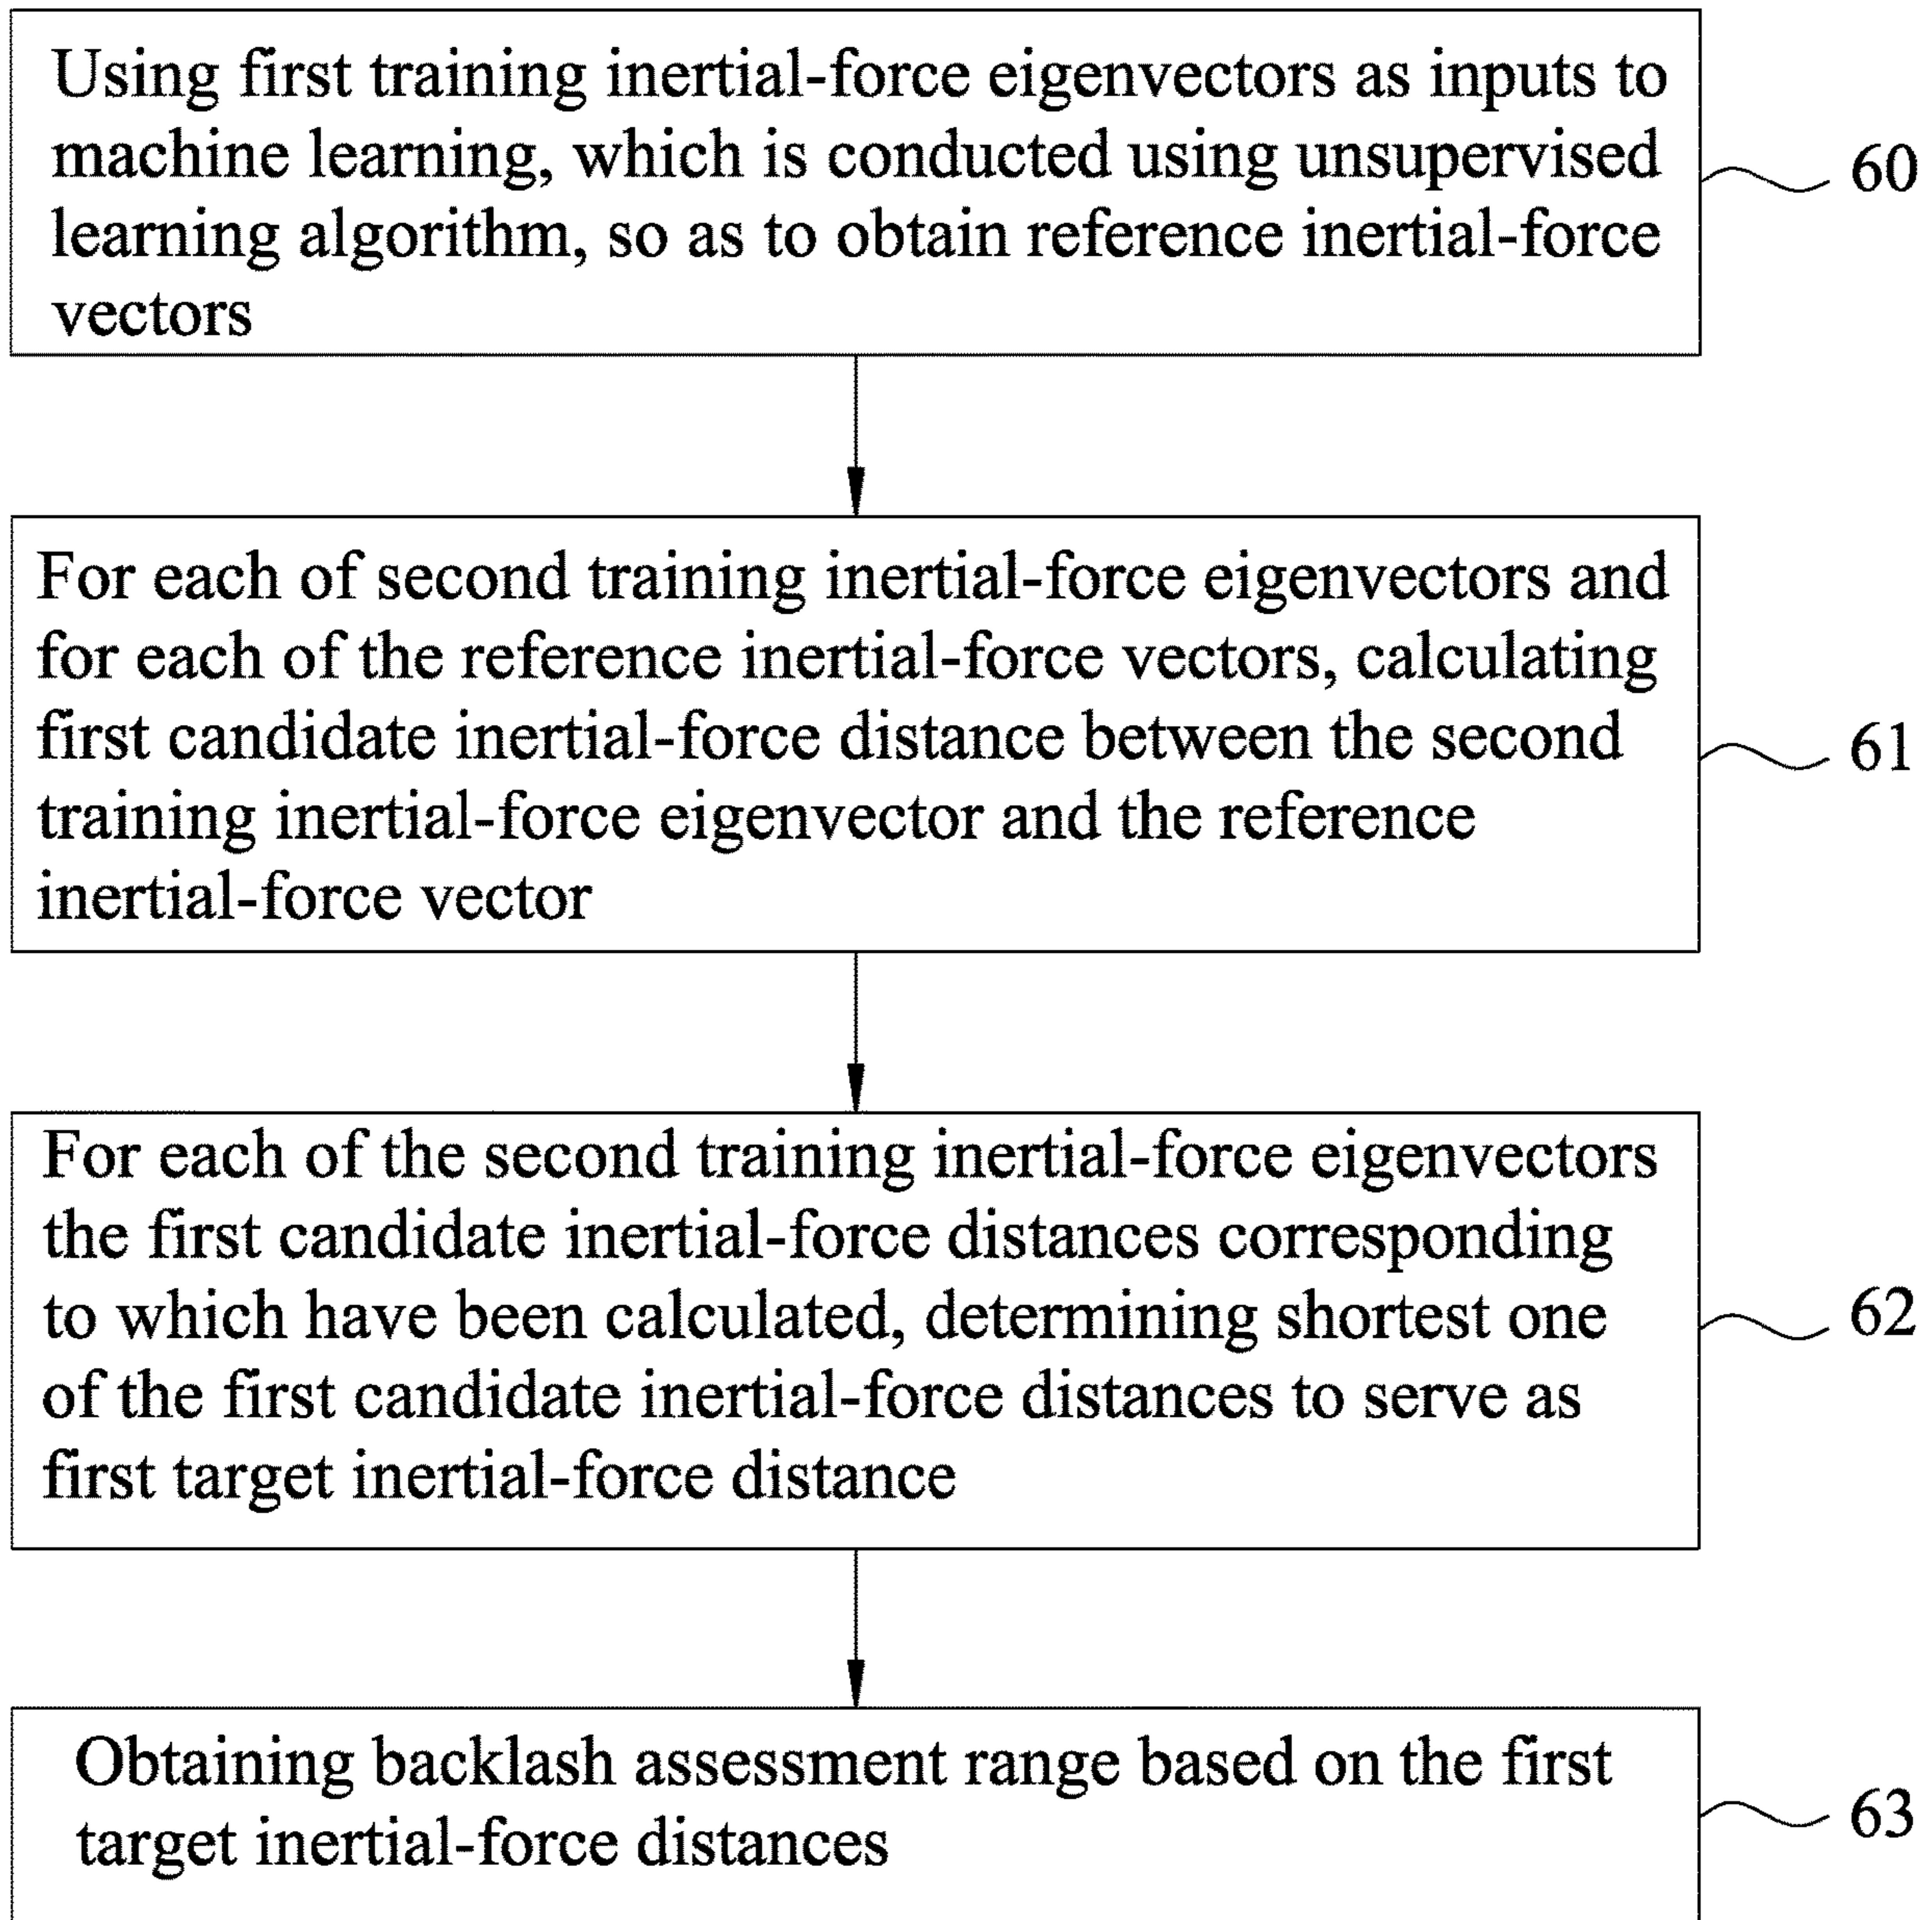 Using first training inertial-force eigenvectors as inputs to
machine learning, which is conducted using unsupervised
learning algorithm, so as to obtain reference inertial-force
vectors
60
For each of second training inertial-force eigenvectors and
for each of the reference inertial-force vectors, calculating
first candidate inertial-force distance between the second
training inertial-force eigenvector and the reference
inertial-force vector
61
For each of the second training inertial-force eigenvectors
the first candidate inertial-force distances corresponding
to which have been calculated, determining shortest one
of the first candidate inertial-force distances to serve as
first target inertial-force distance
62
Obtaining backlash assessment range based on the first
target inertial-force distances
63